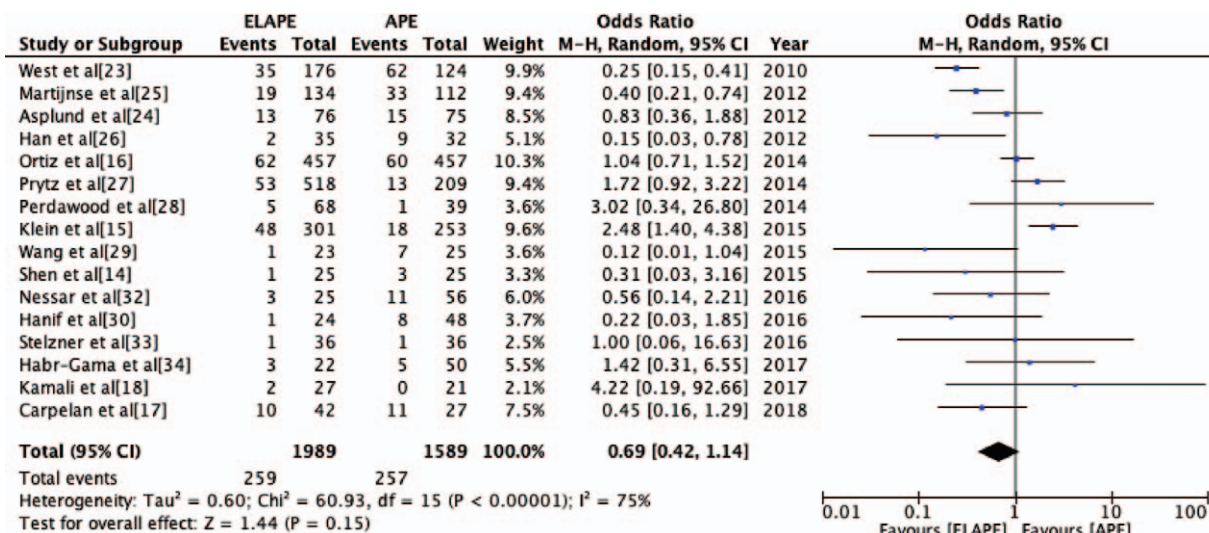 ELAPE APE Odds Ratio Odds Ratio
Study or Subgroup Events Total Events Total Weight M-H, Random, 95% CI Year M-H, Random, 95% CI
West et al[23] 35 176 62 124 9.9% 0.25 [0.15, 0.41] 2010
Martijnse et al[25] 19 134 33 112 9.4% 0.40 [0.21, 0.74] 2012
Asplund et al[24] 13 76 15 75 8.5% 0.83 [0.36, 1.88] 2012
Han et al[26] 2 35 9 32 5.5% 0.15 [0.03, 0.78] 2012
Ortiz et al[16] 62 457 60 457 10.3% 1.04 [0.71, 1.52] 2014
Prytz et al[27] 53 518 13 209 9.4% 1.72 [0.92, 3.22] 2014
Perdawood et al[28] 5 68 1 39 3.6% 3.02 [0.34, 26.80] 2014
Klein et al[15] 48 301 18 253 9.6% 2.48 [1.40, 4.38] 2015
Wang et al[29] 1 23 7 25 3.6% 0.12 [0.01, 1.04] 2015
Shen et al[14] 1 25 3 25 3.3% 0.31 [0.03, 3.16] 2015
Nessar et al[32] 3 25 11 56 6.0% 0.56 [0.14, 2.21] 2016
Hanif et al[30] 1 24 8 48 3.7% 0.22 [0.03, 1.85] 2016
Stelzner et al[33] 1 36 1 36 2.5% 1.00 [0.06, 16.63] 2016
Habr-Gama et al[34] 3 22 5 50 5.5% 1.42 [0.31, 6.55] 2017
Kamali et al[18] 2 27 0 21 2.1% 4.22 [0.19, 92.66] 2017
Carpelan et al[17] 10 42 11 27 7.5% 0.45 [0.16, 1.29] 2018
Total (95% CI) 1989 1589 100.0% 0.69 [0.42, 1.14]
Total events 259 257
Heterogeneity: Tau² = 0.60; Chi² = 60.93, df = 15 (P < 0.00001); I² = 75%
Test for overall effect: Z = 1.44 (P = 0.15)
0.01 0.1 1 10 100
Favours [ELAPE] Favours [APE]